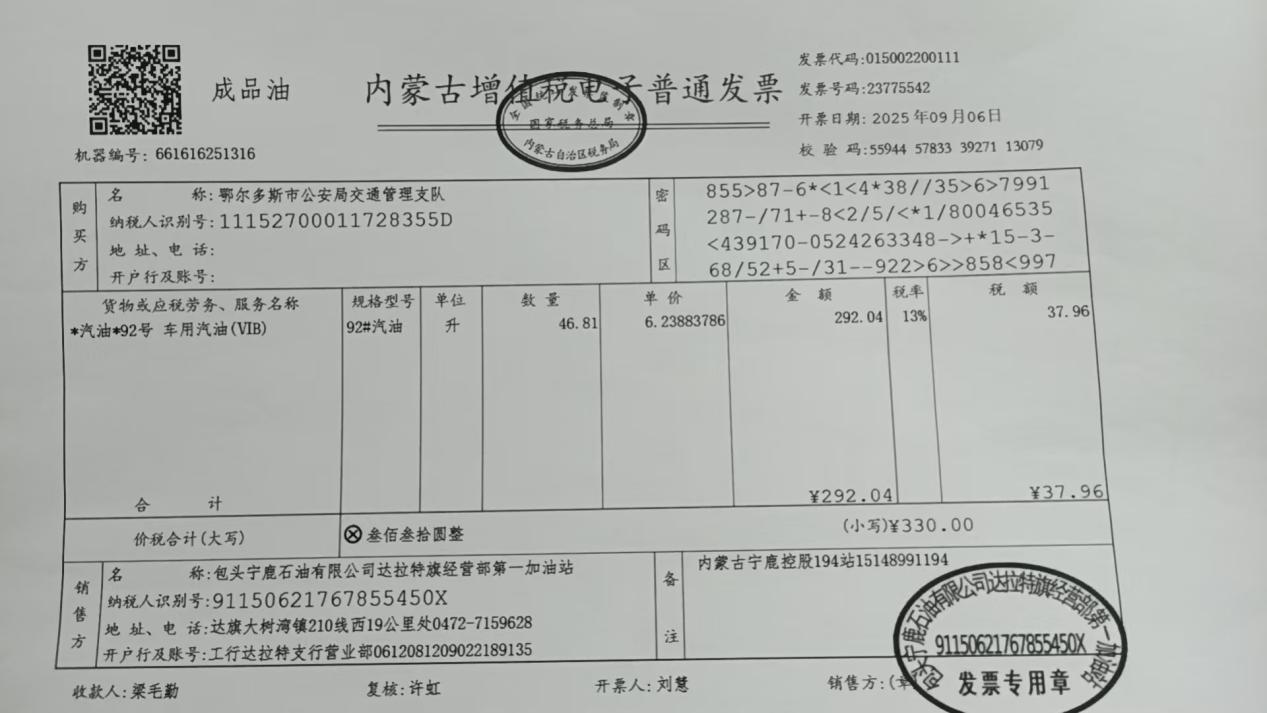 成品油
内蒙古增值税电子普通发票
全国统一发票监制章
国家税务总局
内蒙古自治区税务局
发票代码:015002200111
发票号码:23775542
开票日期: 2025年09月06日
校 验 码:55944 57833 39271 13079
机器编号: 661616251316
购买方
名 称:鄂尔多斯市公安局交通管理支队
纳税人识别号:11152700011728355D
地 址、电 话:
开户行及账号:
密码区
855>87-6*<1<4*38//35>6>7991
287-/71+-8<2/5/<*1/80046535
<439170-0524263348->+*15-3-
68/52+5-/31--922>6>>858<997
货物或应税劳务、服务名称 规格型号 单位 数 量 单 价 金 额 税率 税 额
*汽油*92号 车用汽油(VIB) 92#汽油 升 46.81 6.23883786 292.04 13% 37.96
合 计 ¥292.04 ¥37.96
价税合计(大写) ⊗叁佰叁拾圆整 (小写)¥330.00
销售方
名 称:包头宁鹿石油有限公司达拉特旗经营部第一加油站
纳税人识别号:91150621767855450X
地 址、电 话:达旗大树湾镇210线西19公里处0472-7159628
开户行及账号:工行达拉特支行营业部0612081209022189135
备注
内蒙古宁鹿控股194站15148991194
包头宁鹿石油有限公司达拉特旗经营部第一加油站
91150621767855450X
发票专用章
收款人:梁毛勤 复核:许虹 开票人:刘慧 销售方:(章